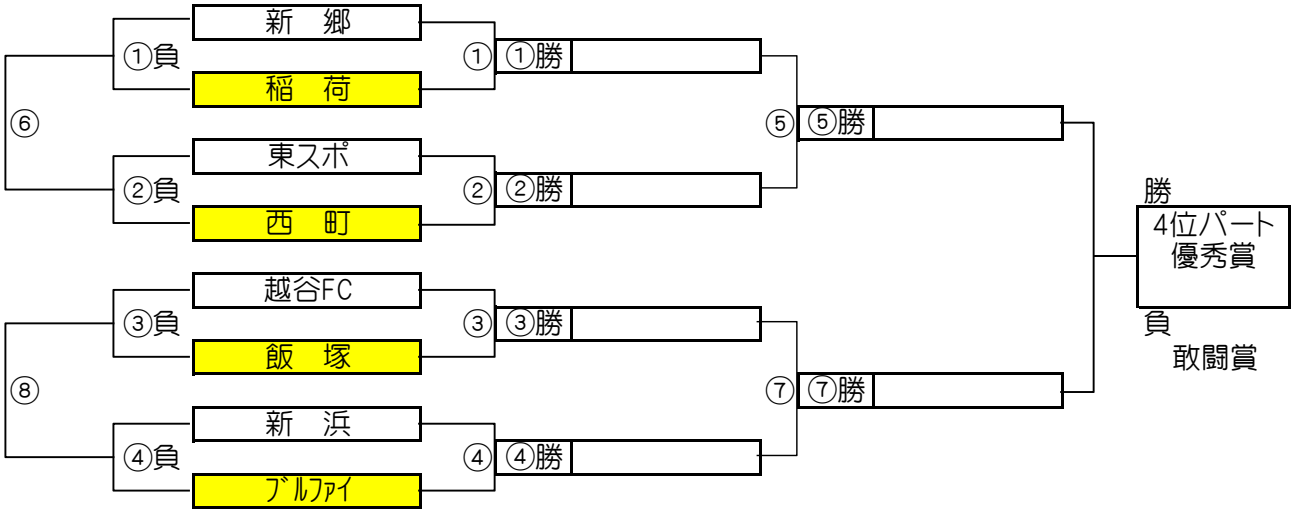 新　郷
①負
①
①勝
稲　荷
⑥
⑤
⑤勝
東スポ
②負
②
②勝
西　町
勝
4位パート
優秀賞
越谷FC
③負
③
③勝
負
飯　塚
敢闘賞
⑧
⑦
⑦勝
新　浜
④負
④
④勝
ブルファイ